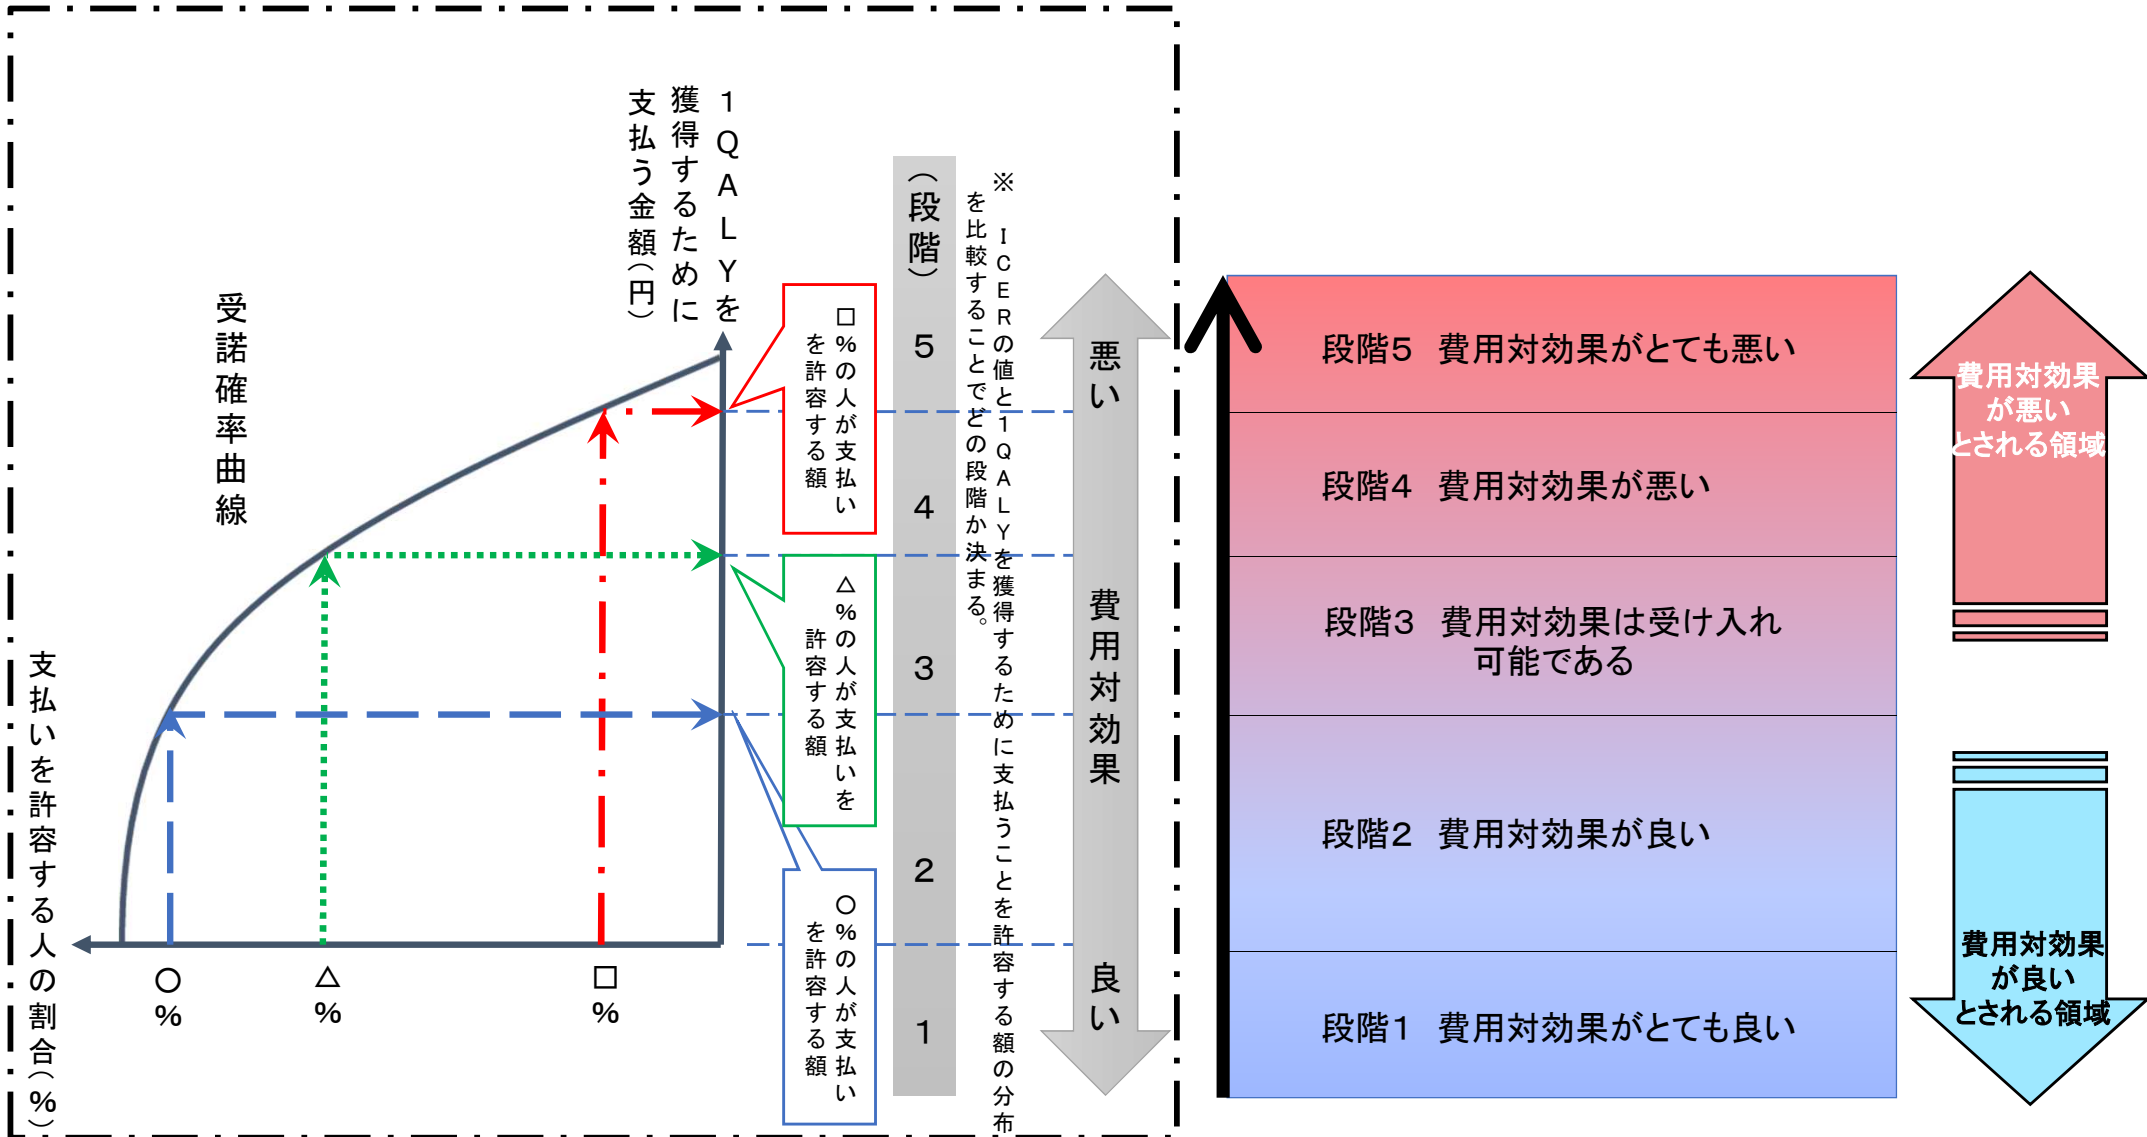 １ＱＡＬＹを
獲得するために
支払う金額（円）
受諾確率曲線
支払いを許容する人の割合（％）
○
%
△
%
□
%
□%の人が支払い
を許容する額
△%の人が支払いを
許容する額
○%の人が支払い
を許容する額
（段階）
５
４
３
２
１
※　ＩＣＥＲの値と１ＱＡＬＹを獲得するために支払うことを許容する額の分布
を比較することでどの段階か決まる。
悪い
費用対効果
良い
段階５　費用対効果がとても悪い
段階４　費用対効果が悪い
段階３　費用対効果は受け入れ
可能である
段階２　費用対効果が良い
段階１　費用対効果がとても良い
費用対効果
が悪い
とされる領域
費用対効果
が良い
とされる領域